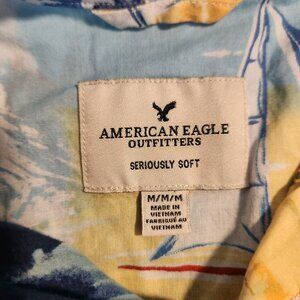 AMERICAN EAGLE
OUTFITTERS
SERIOUSLY SOFT
M/M/M
MADE IN
VIETNAM
FABRIQUÉ AU
VIETNAM